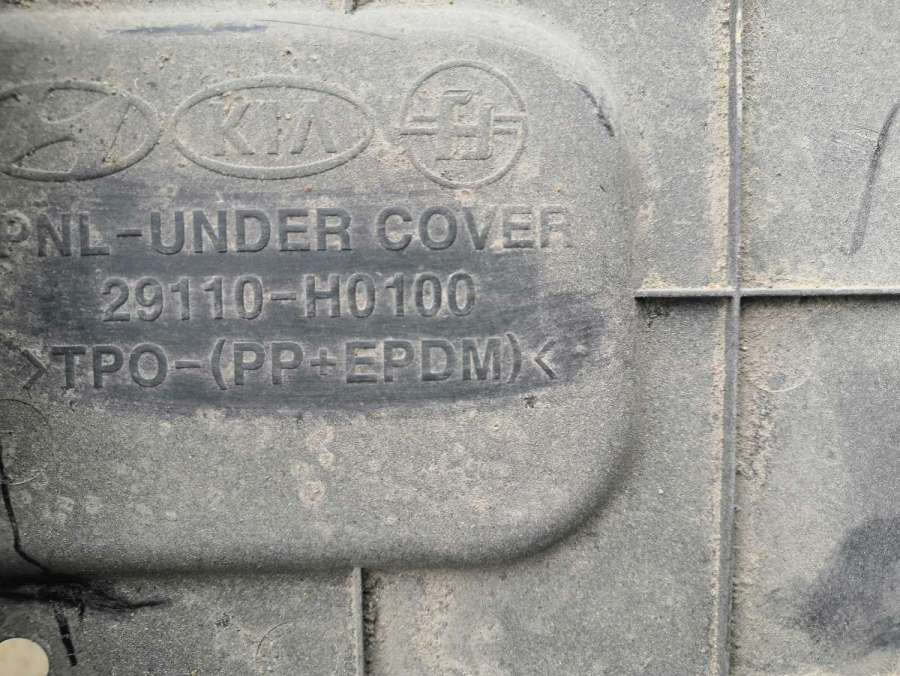 KIA
PNL-UNDER COVER
29110-H0100
>TPO-(PP+EPDM)<